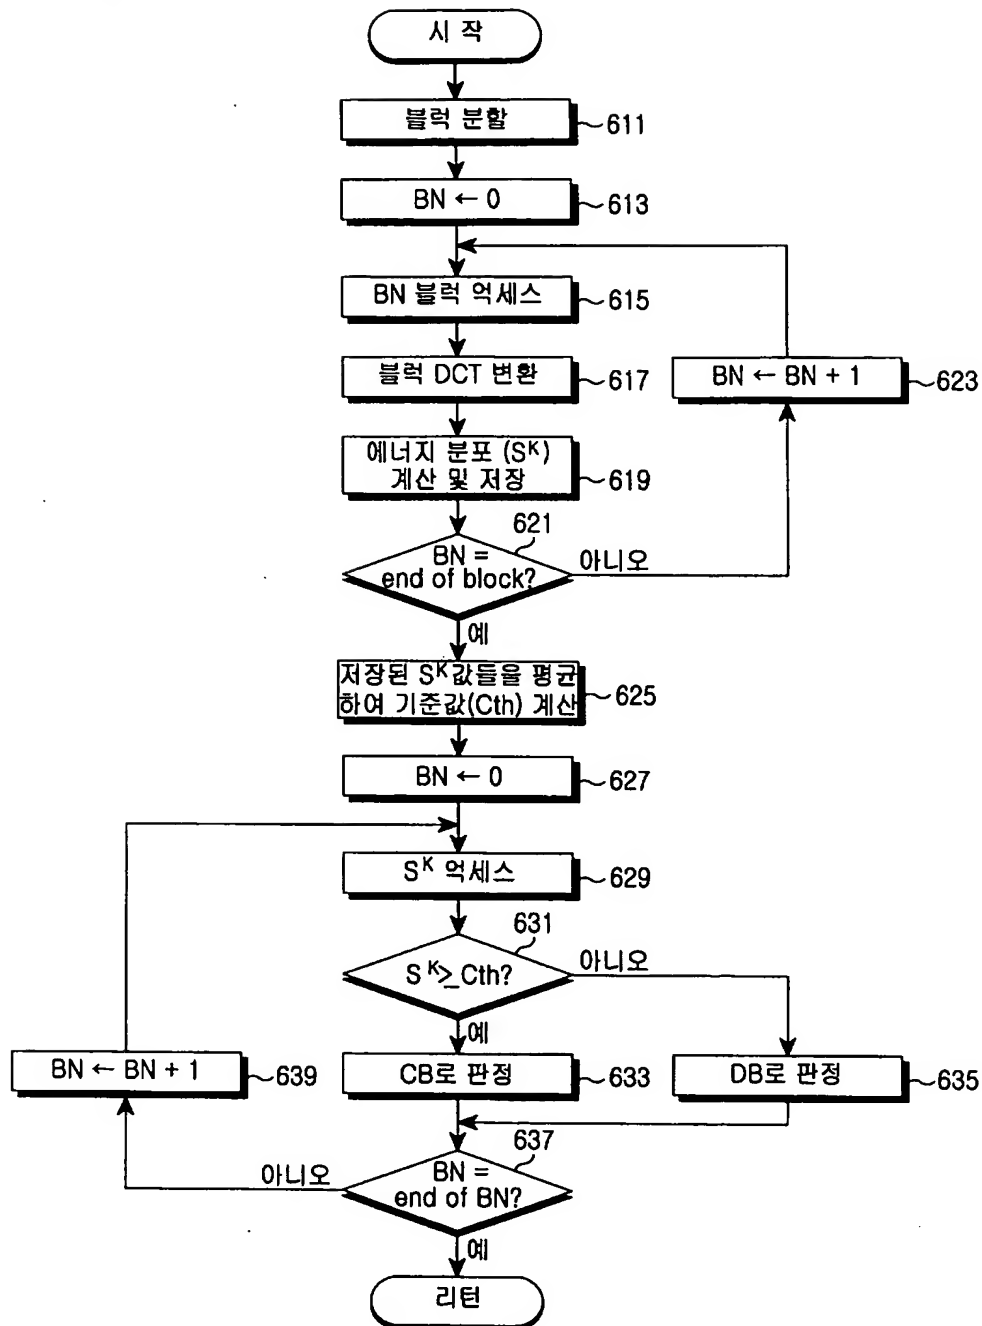 시 작
블럭 분할
611
BN ← 0
613
BN 블럭 억세스
615
블럭 DCT 변환
617
BN ← BN + 1
623
에너지 분포 (Sᴷ)
계산 및 저장
619
621
BN =
end of block?
아니오
예
저장된 Sᴷ값들을 평균
하여 기준값(Cth) 계산
625
BN ← 0
627
Sᴷ 억세스
629
631
Sᴷ≥Cth?
아니오
예
BN ← BN + 1
639
CB로 판정
633
DB로 판정
635
637
BN =
end of BN?
아니오
예
리턴